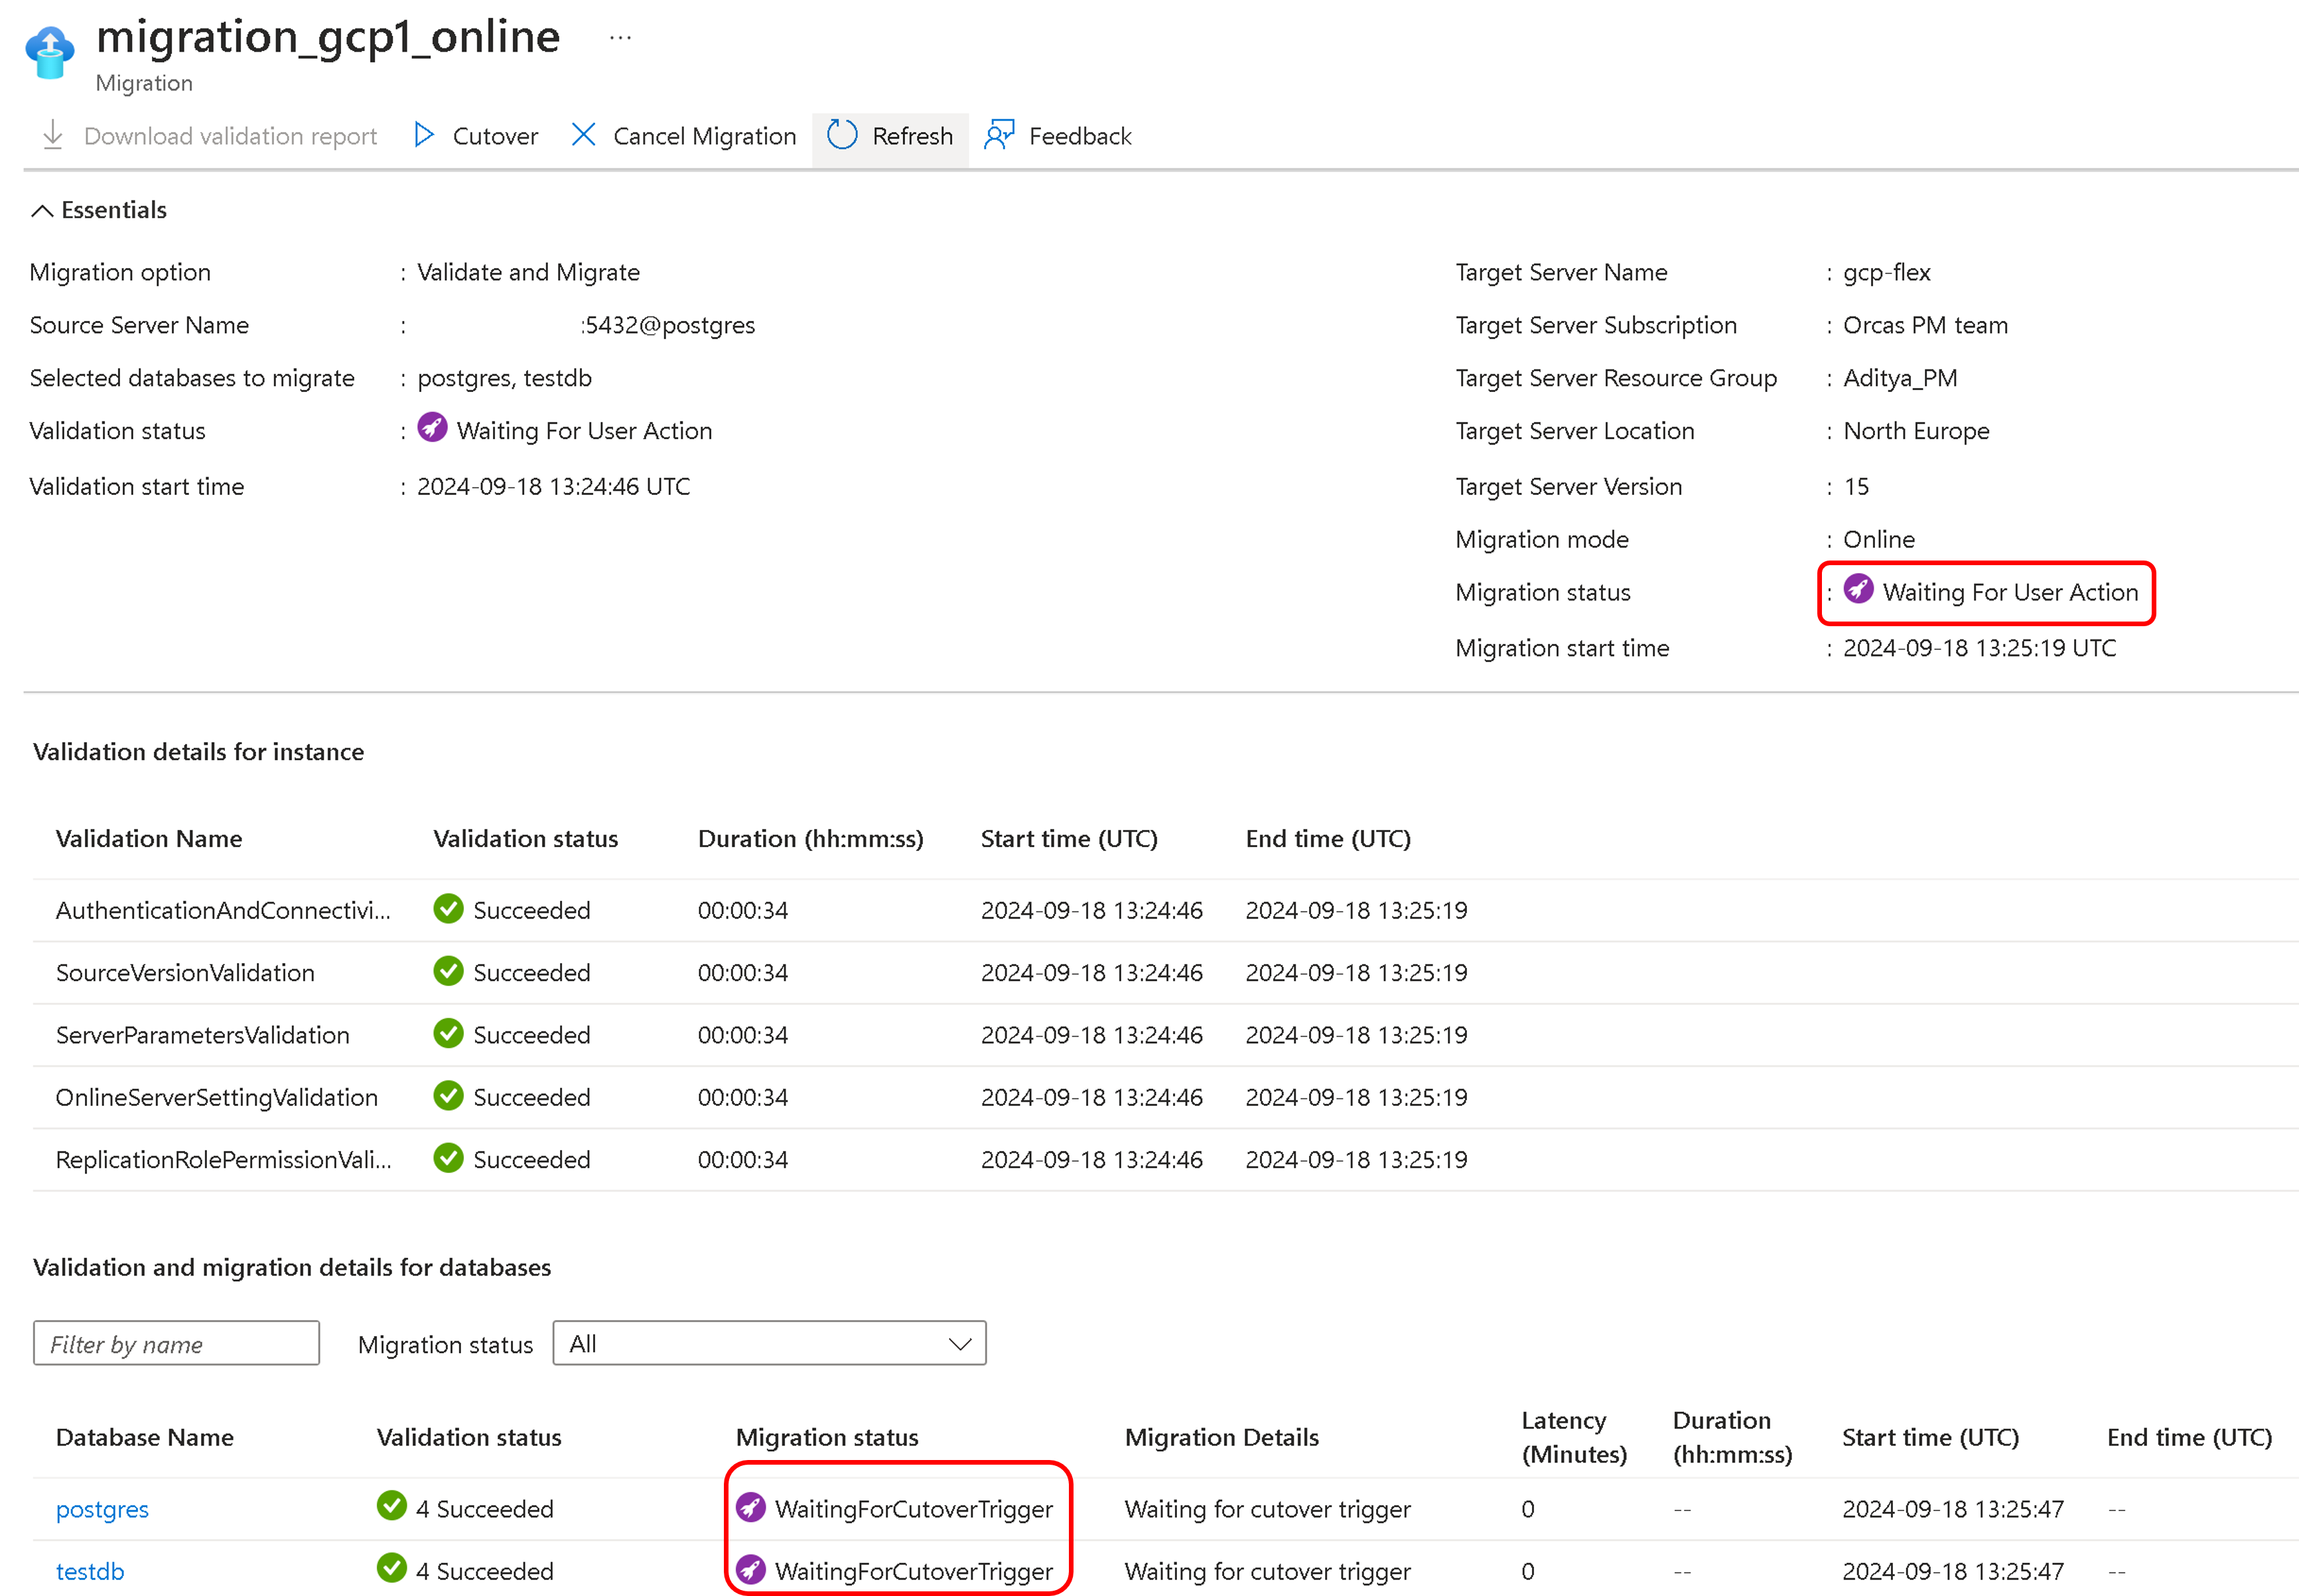 migration_gcp1_online ...
Migration
Download validation report Cutover Cancel Migration Refresh Feedback
Essentials
Migration option : Validate and Migrate
Source Server Name : :5432@postgres
Selected databases to migrate : postgres, testdb
Validation status : Waiting For User Action
Validation start time : 2024-09-18 13:24:46 UTC
Target Server Name : gcp-flex
Target Server Subscription : Orcas PM team
Target Server Resource Group : Aditya_PM
Target Server Location : North Europe
Target Server Version : 15
Migration mode : Online
Migration status : Waiting For User Action
Migration start time : 2024-09-18 13:25:19 UTC
Validation details for instance
Validation Name Validation status Duration (hh:mm:ss) Start time (UTC) End time (UTC)
AuthenticationAndConnectivi... Succeeded 00:00:34 2024-09-18 13:24:46 2024-09-18 13:25:19
SourceVersionValidation Succeeded 00:00:34 2024-09-18 13:24:46 2024-09-18 13:25:19
ServerParametersValidation Succeeded 00:00:34 2024-09-18 13:24:46 2024-09-18 13:25:19
OnlineServerSettingValidation Succeeded 00:00:34 2024-09-18 13:24:46 2024-09-18 13:25:19
ReplicationRolePermissionVali... Succeeded 00:00:34 2024-09-18 13:24:46 2024-09-18 13:25:19
Validation and migration details for databases
Filter by name Migration status All
Database Name Validation status Migration status Migration Details Latency (Minutes) Duration (hh:mm:ss) Start time (UTC) End time (UTC)
postgres 4 Succeeded WaitingForCutoverTrigger Waiting for cutover trigger 0 -- 2024-09-18 13:25:47 --
testdb 4 Succeeded WaitingForCutoverTrigger Waiting for cutover trigger 0 -- 2024-09-18 13:25:47 --